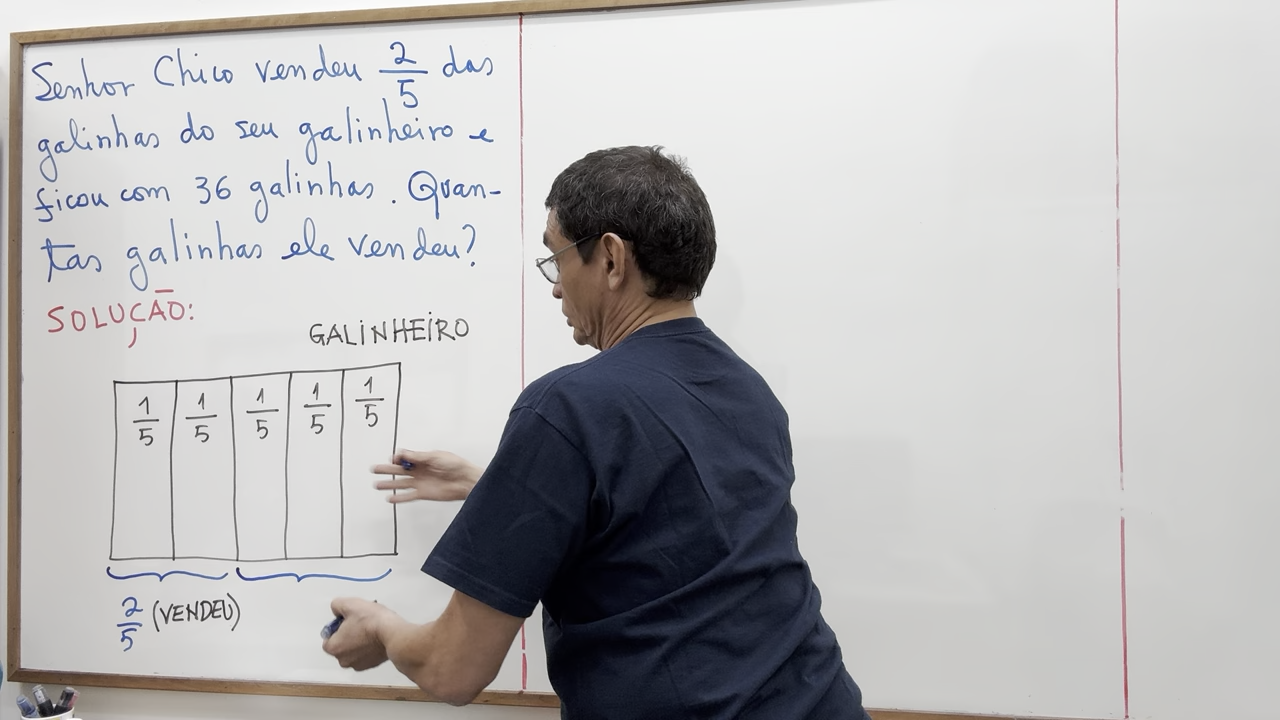 Senhor Chico vendeu 2/5 das
galinhas do seu galinheiro e
ficou com 36 galinhas. Quan-
tas galinhas ele vendeu?
SOLUÇÃO:
GALINHEIRO
1/5 1/5 1/5 1/5 1/5
2/5 (VENDEU)